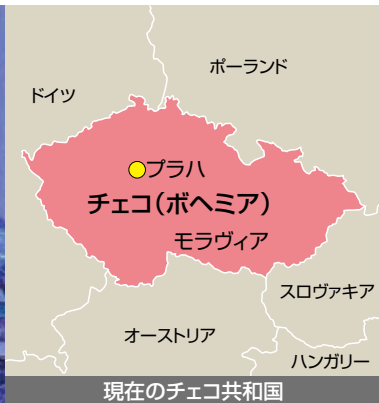 ポーランド
ドイツ
プラハ
チェコ(ボヘミア)
モラヴィア
スロヴァキア
オーストリア
ハンガリー
現在のチェコ共和国